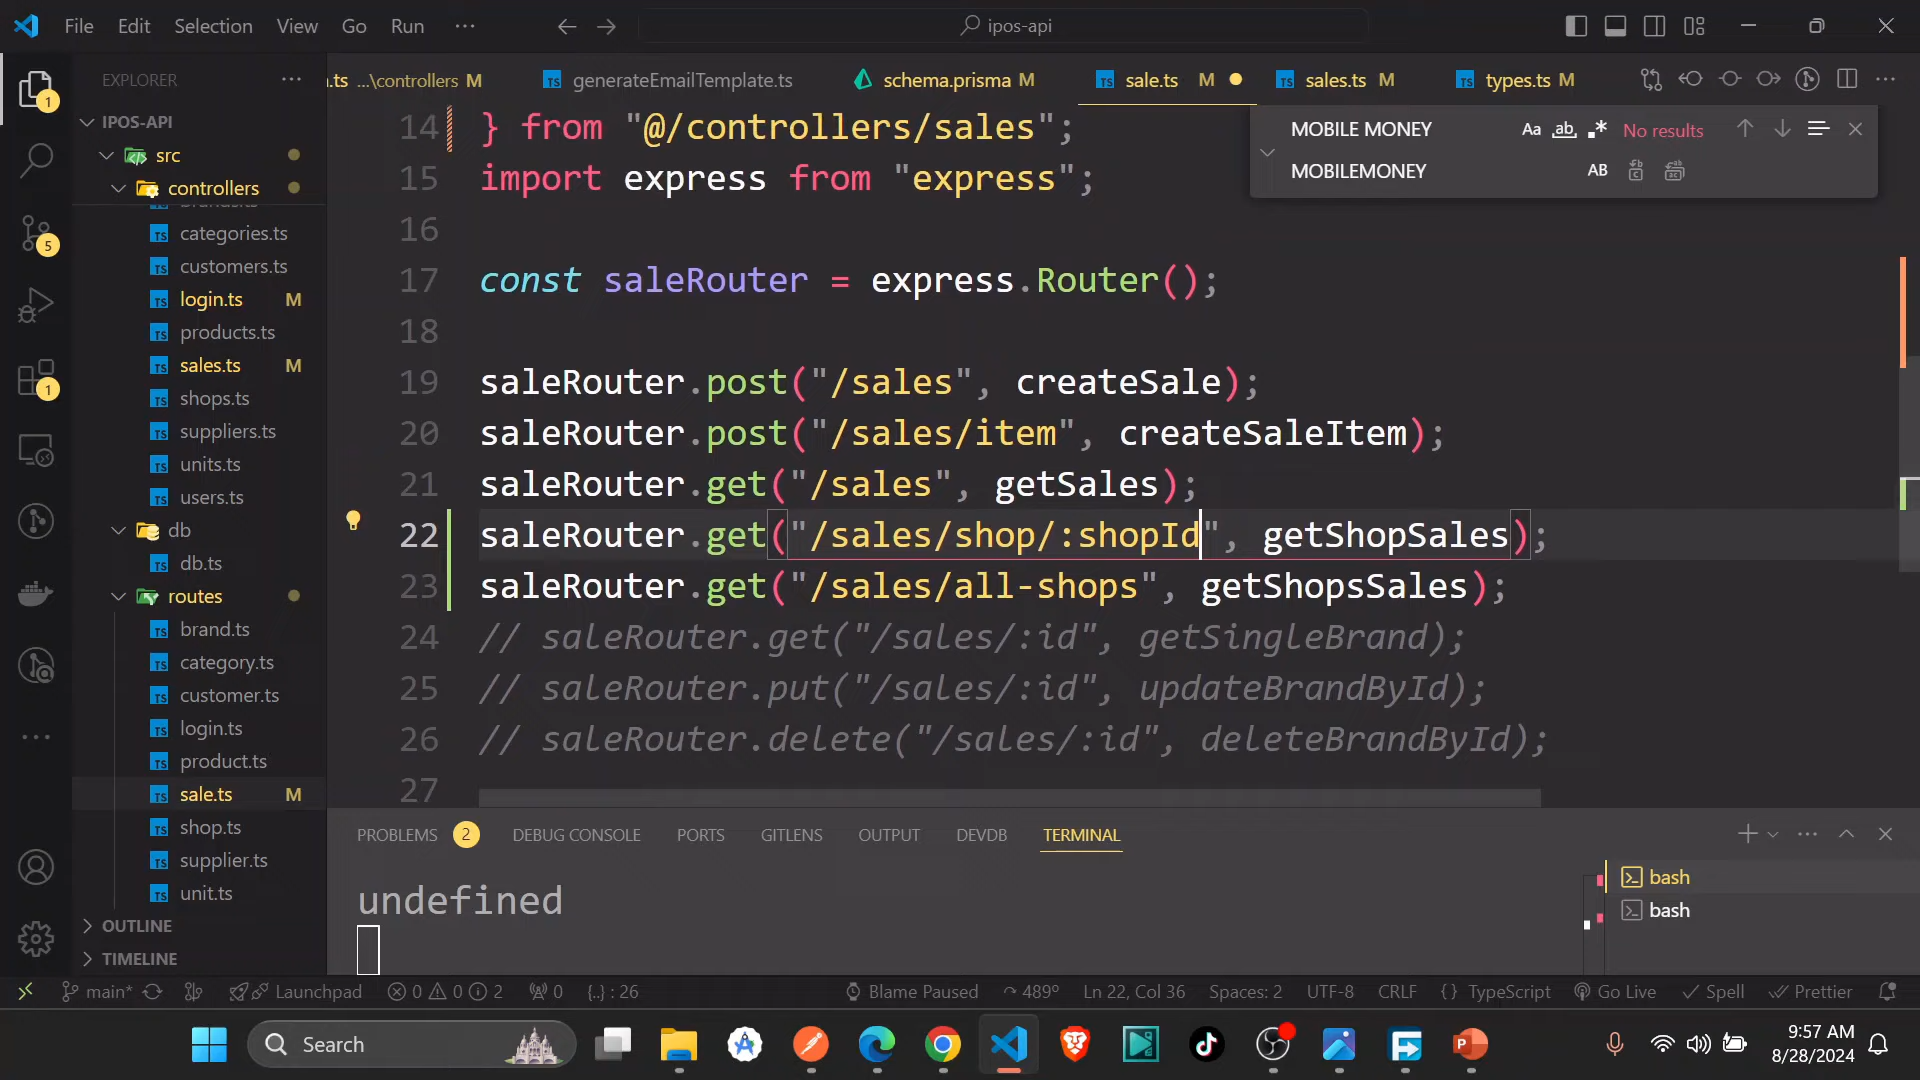 File Edit Selection View Go Run ···
ipos-api
EXPLORER
.ts ...\controllers M
generateEmailTemplate.ts
schema.prisma M
sale.ts M
sales.ts M
types.ts M
IPOS-API
src
controllers
categories.ts
customers.ts
login.ts M
products.ts
sales.ts M
shops.ts
suppliers.ts
units.ts
users.ts
db
db.ts
routes
brand.ts
category.ts
customer.ts
login.ts
product.ts
sale.ts M
shop.ts
supplier.ts
unit.ts
OUTLINE
TIMELINE
1
5
1
MOBILE MONEY Aa ab .* No results
MOBILEMONEY AB
14 } from "@/controllers/sales";
15 import express from "express";
16
17 const saleRouter = express.Router();
18
19 saleRouter.post("/sales", createSale);
20 saleRouter.post("/sales/item", createSaleItem);
21 saleRouter.get("/sales", getSales);
22 saleRouter.get("/sales/shop/:shopId", getShopSales);
23 saleRouter.get("/sales/all-shops", getShopsSales);
24 // saleRouter.get("/sales/:id", getSingleBrand);
25 // saleRouter.put("/sales/:id", updateBrandById);
26 // saleRouter.delete("/sales/:id", deleteBrandById);
27
PROBLEMS 2 DEBUG CONSOLE PORTS GITLENS OUTPUT DEVDB TERMINAL
undefined
bash
bash
main* Launchpad 0 0 2 0 {..} : 26 Blame Paused 489º Ln 22, Col 36 Spaces: 2 UTF-8 CRLF {} TypeScript Go Live Spell Prettier
Search
9:57 AM
8/28/2024